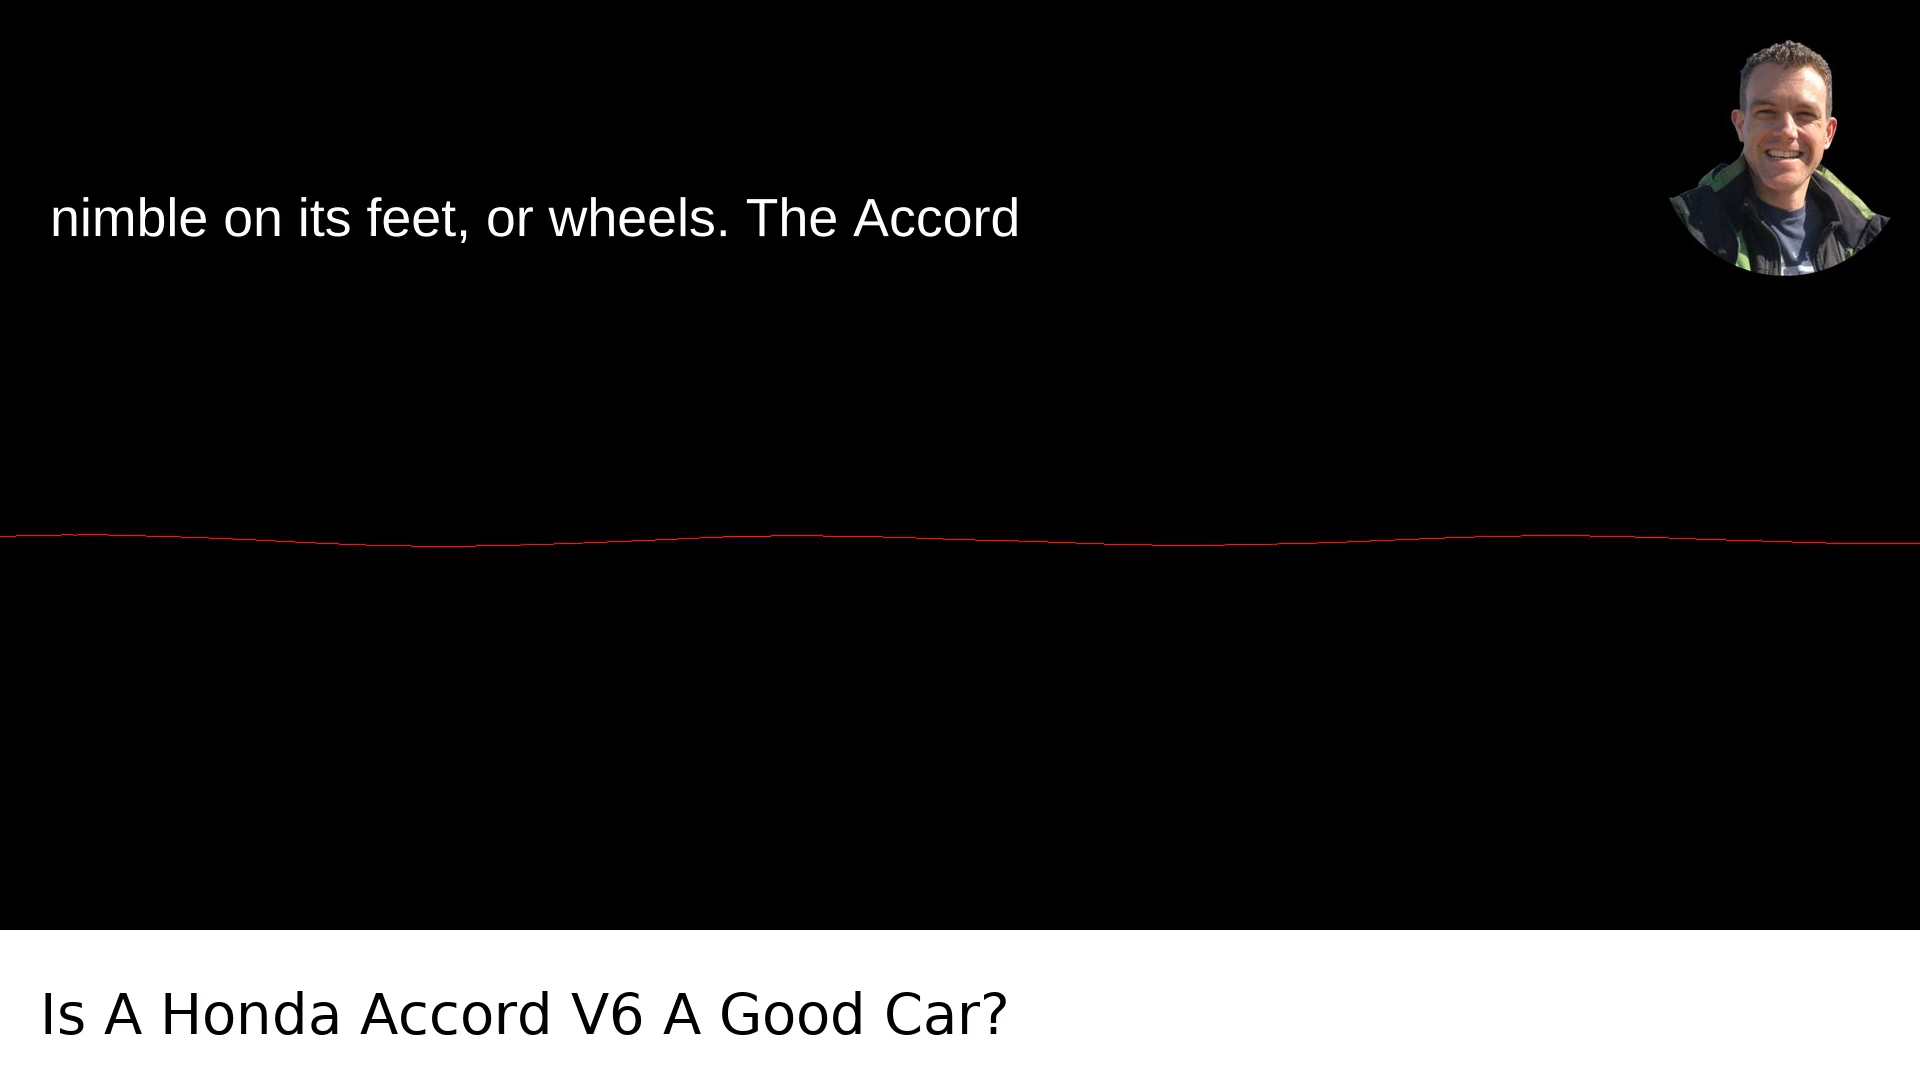 nimble on its feet, or wheels. The Accord
Is A Honda Accord V6 A Good Car?